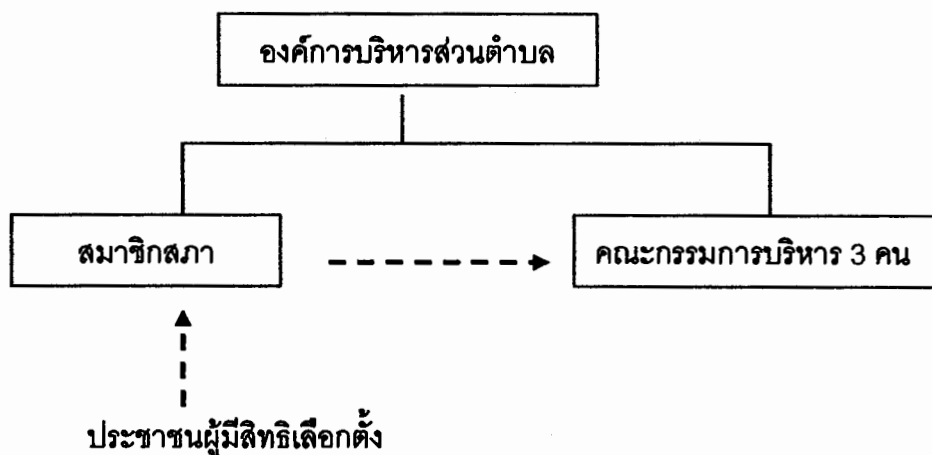 องค์การบริหารส่วนตำบล
สมาชิกสภา
คณะกรรมการบริหาร 3 คน
ประชาชนผู้มีสิทธิเลือกตั้ง